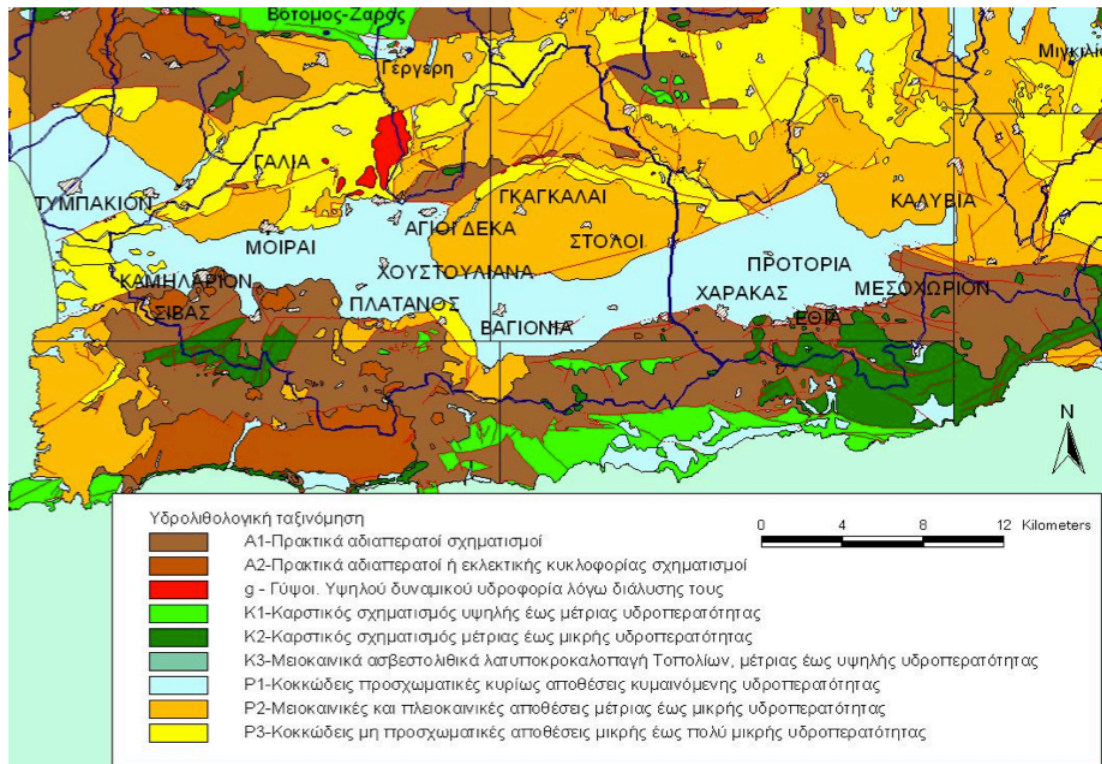 Βότομος-Ζαρός
Γέργερη
ΓΑΛΙΑ
ΤΥΜΠΑΚΙΟΝ
ΓΚΑΓΚΑΛΑΙ
ΚΑΛΥΒΙΑ
ΑΓΙΟΙ ΔΕΚΑ
ΜΟΙΡΑΙ
ΣΤΟΛΟΙ
ΧΟΥΣΤΟΥΛΙΑΝΑ
ΠΡΟΤΟΡΙΑ
ΚΑΜΗΛΑΡΙΟΝ
ΜΕΣΟΧΩΡΙΟΝ
ΣΙΒΑΣ
ΠΛΑΤΑΝΟΣ
ΧΑΡΑΚΑΣ
ΒΑΓΙΟΝΙΑ
ΕΘΙΑ
N
Υδρολιθολογική ταξινόμηση
Α1-Πρακτικά αδιαπερατοί σχηματισμοί
Α2-Πρακτικά αδιαπερατοί ή εκλεκτικής κυκλοφορίας σχηματισμοί
g - Γύψοι. Υψηλού δυναμικού υδροφορία λόγω διάλυσης τους
Κ1-Καρστικός σχηματισμός υψηλής έως μέτριας υδροπερατότητας
Κ2-Καρστικός σχηματισμός μέτριας έως μικρής υδροπερατότητας
Κ3-Μειοκαινικά ασβεστολιθικά λατυποκροκαλοπαγή Τοπολίων, μέτριας έως υψηλής υδροπερατότητας
Ρ1-Κοκκώδεις προσχωματικές κυρίως αποθέσεις κυμαινόμενης υδροπερατότητας
Ρ2-Μειοκαινικές και πλειοκαινικές αποθέσεις μέτριας έως μικρής υδροπερατότητας
Ρ3-Κοκκώδεις μη προσχωματικές αποθέσεις μικρής έως πολύ μικρής υδροπερατότητας
0 4 8 12 Kilometers